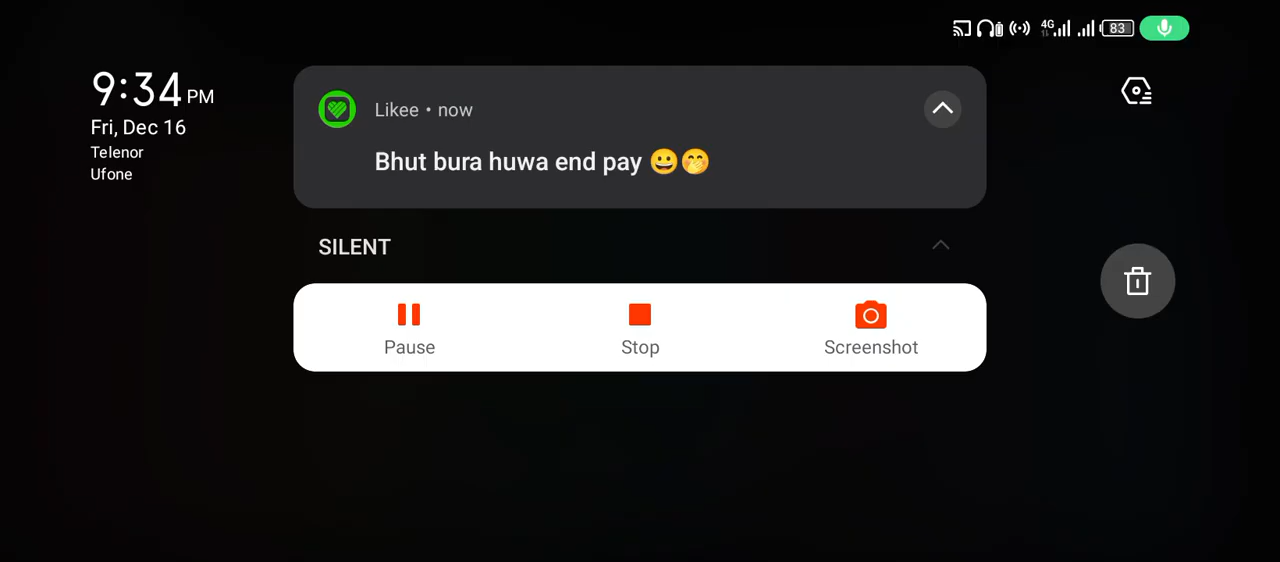 4G 83
9:34 PM
Fri, Dec 16
Telenor
Ufone
Likee • now
Bhut bura huwa end pay 😀🤭
SILENT
Pause Stop Screenshot